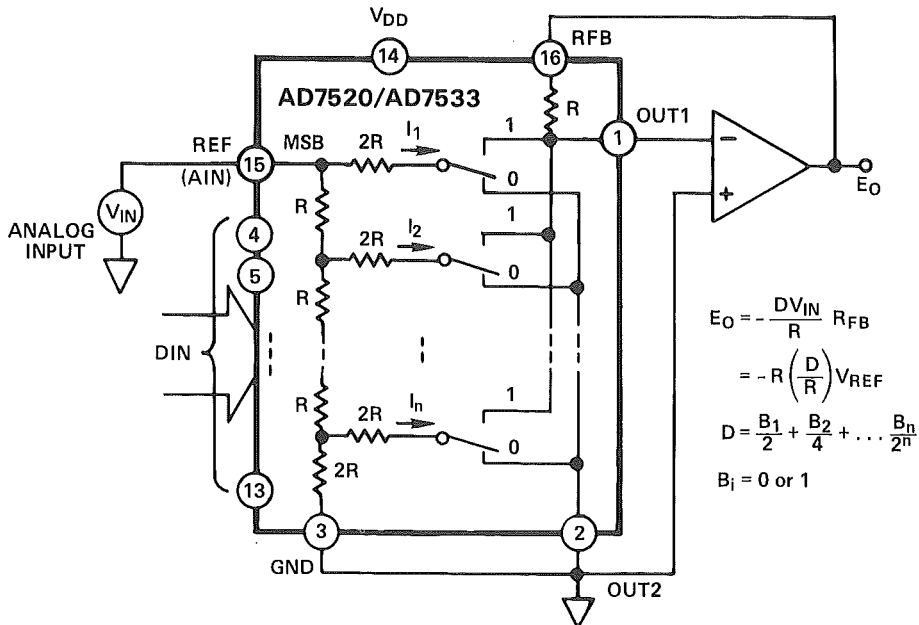 VDD
14
RFB
16
AD7520/AD7533
R
OUT1
1
REF
(AIN)
15
MSB
2R
I1
1
0
VIN
ANALOG
INPUT
R
4
5
2R
I2
1
0
R
DIN
R
2R
In
1
0
2R
13
3
GND
2
OUT2
−
+
EO
EO = - DVIN/R RFB
= - R (D/R) VREF
D = B1/2 + B2/4 + . . . Bn/2^n
Bi = 0 or 1